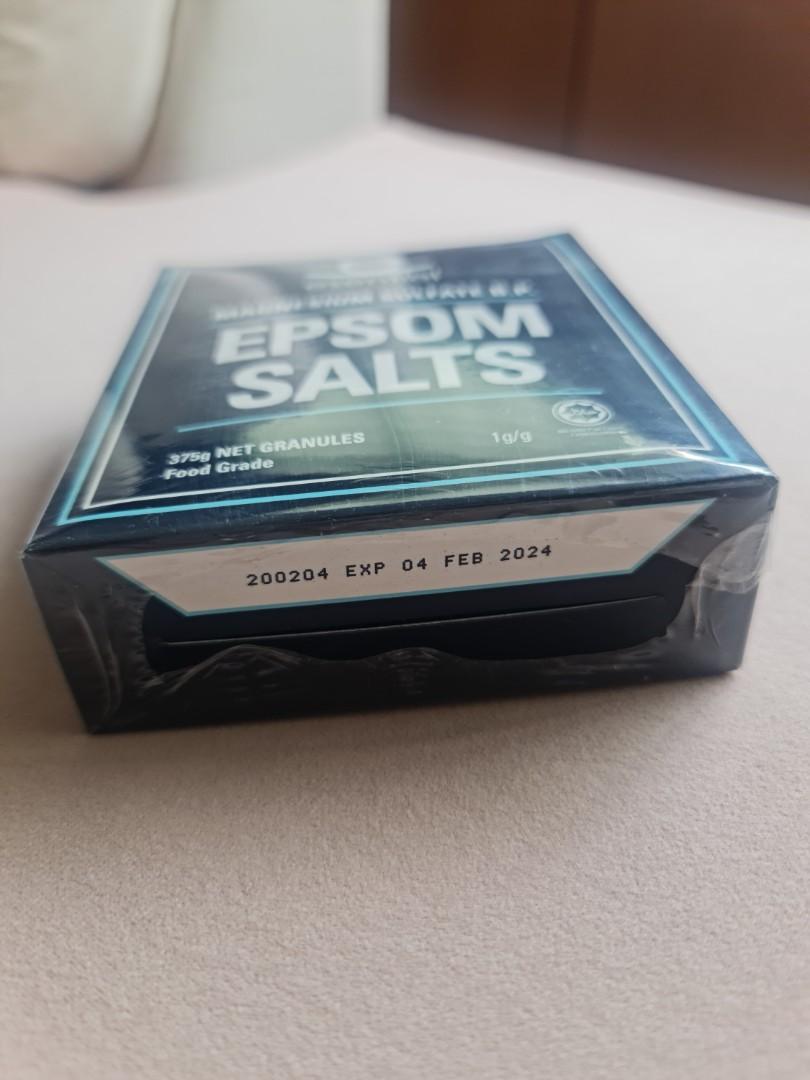 EPSOM
SALTS
375g NET GRANULES
1g/g
Food Grade
200204 EXP 04 FEB 2024